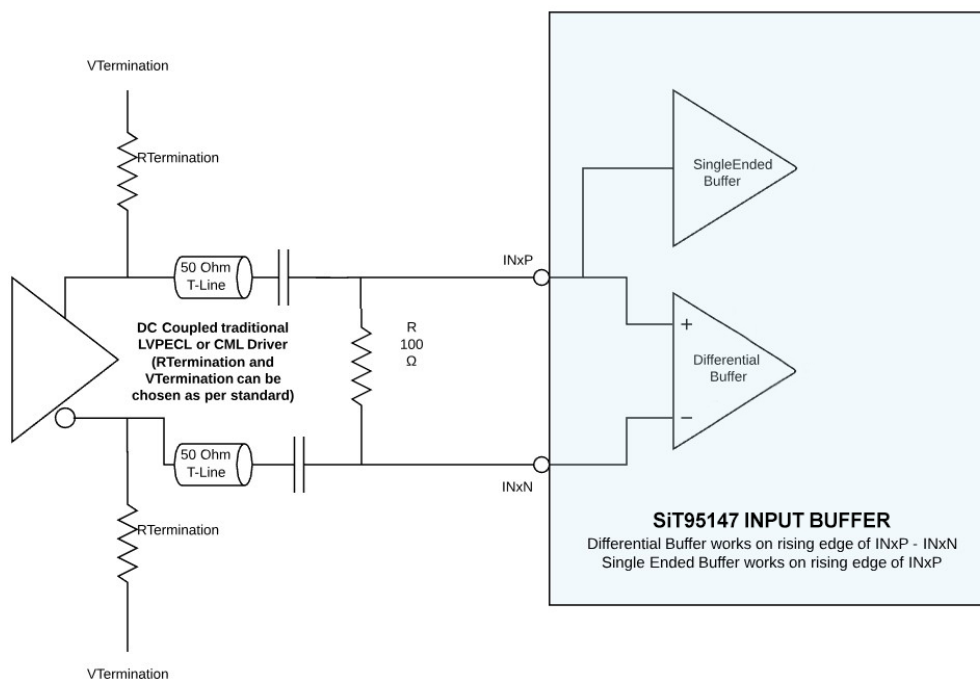 VTermination
RTermination
SingleEnded
Buffer
INxP
50 Ohm
T-Line
DC Coupled traditional
LVPECL or CML Driver
(RTermination and
VTermination can be
chosen as per standard)
R
100
Ω
+
Differential
Buffer
−
50 Ohm
T-Line
INxN
RTermination
VTermination
SiT95147 INPUT BUFFER
Differential Buffer works on rising edge of INxP - INxN
Single Ended Buffer works on rising edge of INxP